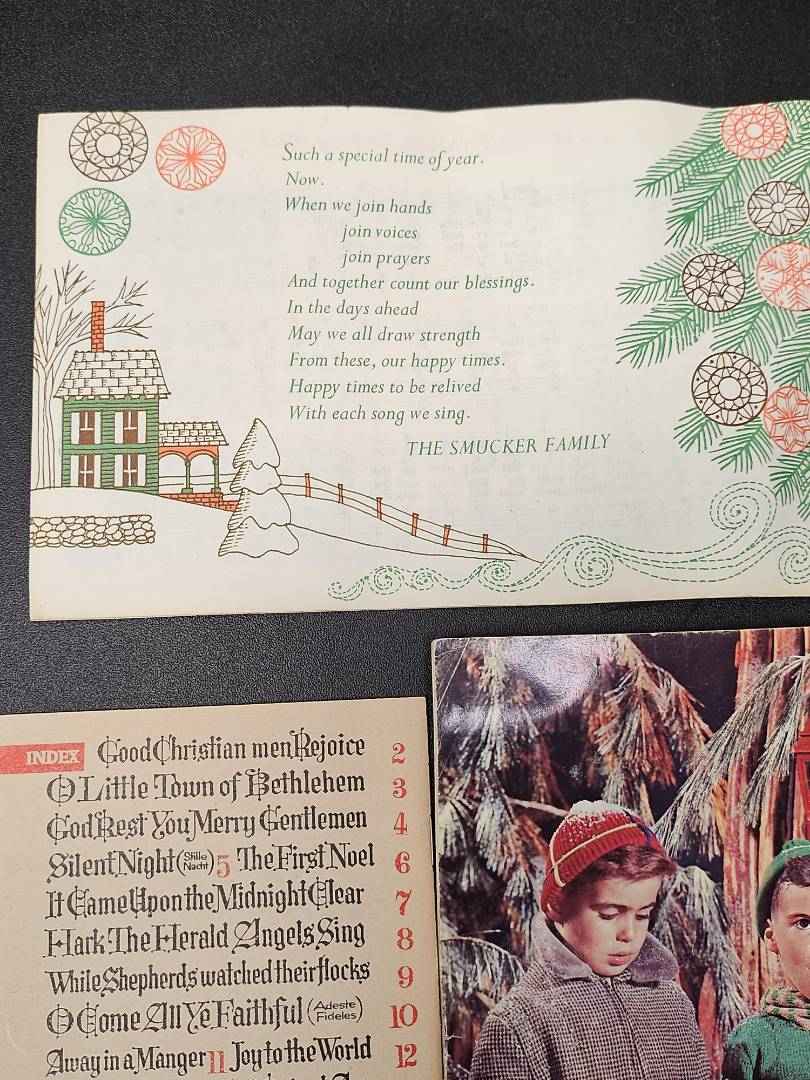 Such a special time of year.
Now.
When we join hands
join voices
join prayers
And together count our blessings.
In the days ahead
May we all draw strength
From these, our happy times.
Happy times to be relived
With each song we sing.
THE SMUCKER FAMILY
INDEX Good Christian men Rejoice 2
O Little Town of Bethlehem 3
God Rest You Merry Gentlemen 4
Silent Night (Stille Nacht) 5 The First Noel 6
It Came Upon the Midnight Clear 7
Hark The Herald Angels Sing 8
While Shepherds watched their flocks 9
O Come All Ye Faithful (Adeste Fideles) 10
Away in a Manger 11 Joy to the World 12